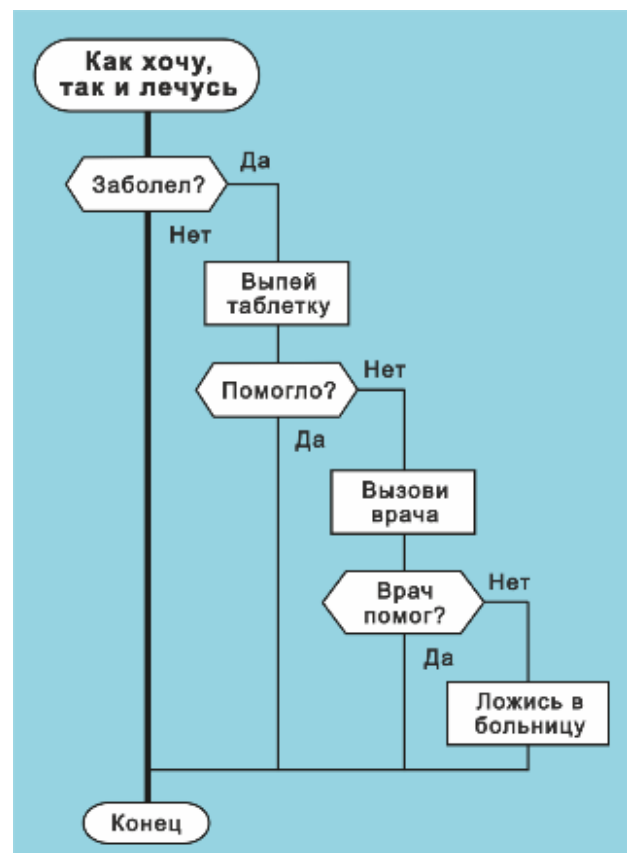 Как хочу,
так и лечусь
Заболел?
Да
Нет
Выпей
таблетку
Помогло?
Нет
Да
Вызови
врача
Врач
помог?
Нет
Да
Ложись в
больницу
Конец